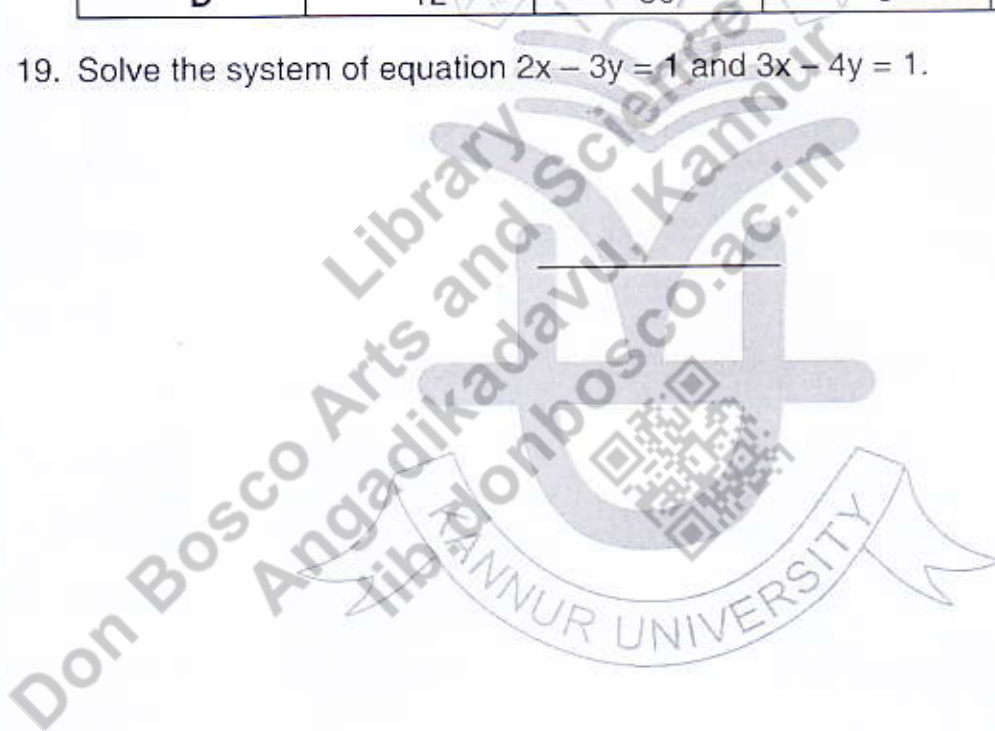 D 12
19. Solve the system of equation 2x – 3y = 1 and 3x – 4y = 1.
Library
Don Bosco Arts and Science
Angadikadavu, Kannur
lib.donbosco.ac.in
KANNUR UNIVERSITY